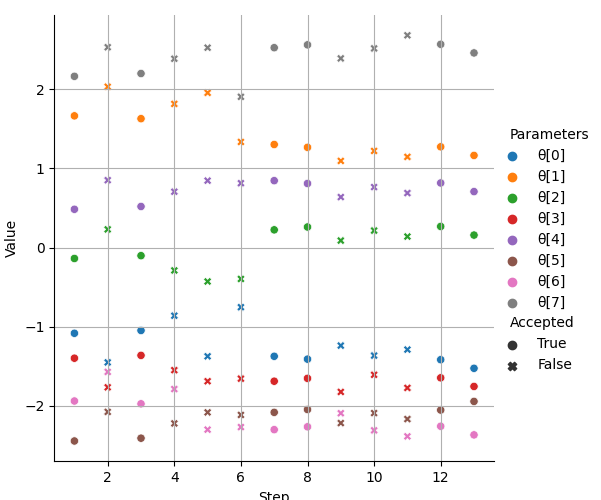 2
1
0
−1
−2
Value
2 4 6 8 10 12
Step
Parameters
θ[0]
θ[1]
θ[2]
θ[3]
θ[4]
θ[5]
θ[6]
θ[7]
Accepted
True
False